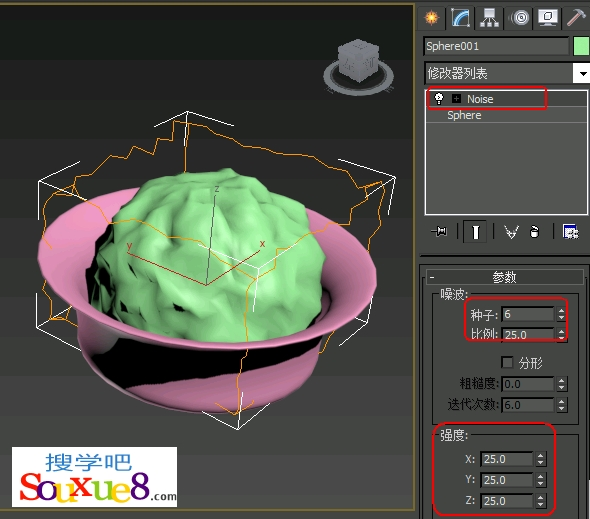 Sphere001
修改器列表
Noise
Sphere
参数
噪波:
种子: 6
比例: 25.0
分形
粗糙度: 0.0
迭代次数: 6.0
强度:
X: 25.0
Y: 25.0
Z: 25.0
z
y
x
搜学吧
Souxue8.com